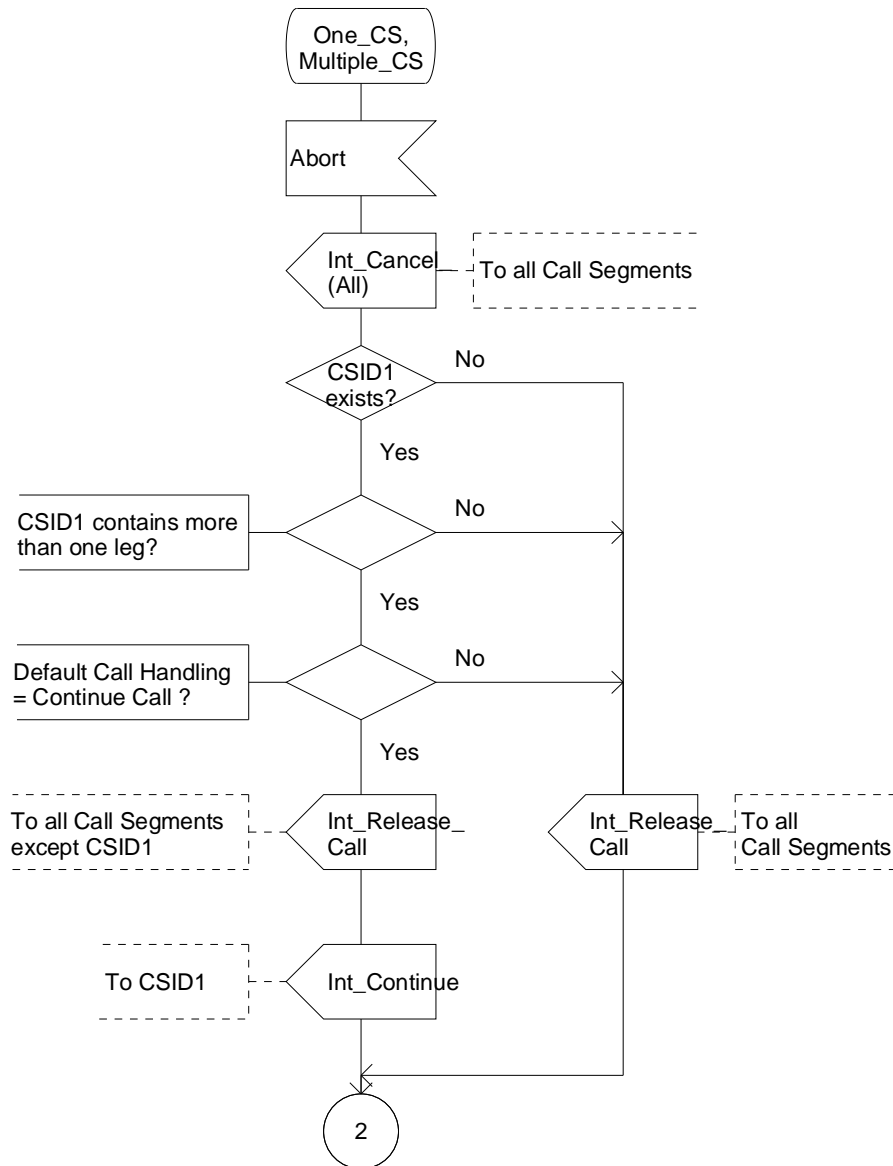 One_CS,
Multiple_CS
Abort
Int_Cancel_
(All)
To all Call Segments
CSID1
exists?
No
Yes
CSID1 contains more
than one leg?
No
Yes
Default Call Handling
= Continue Call ?
No
Yes
To all Call Segments
except CSID1
Int_Release_
Call
Int_Release_
Call
To all
Call Segments
To CSID1
Int_Continue
2